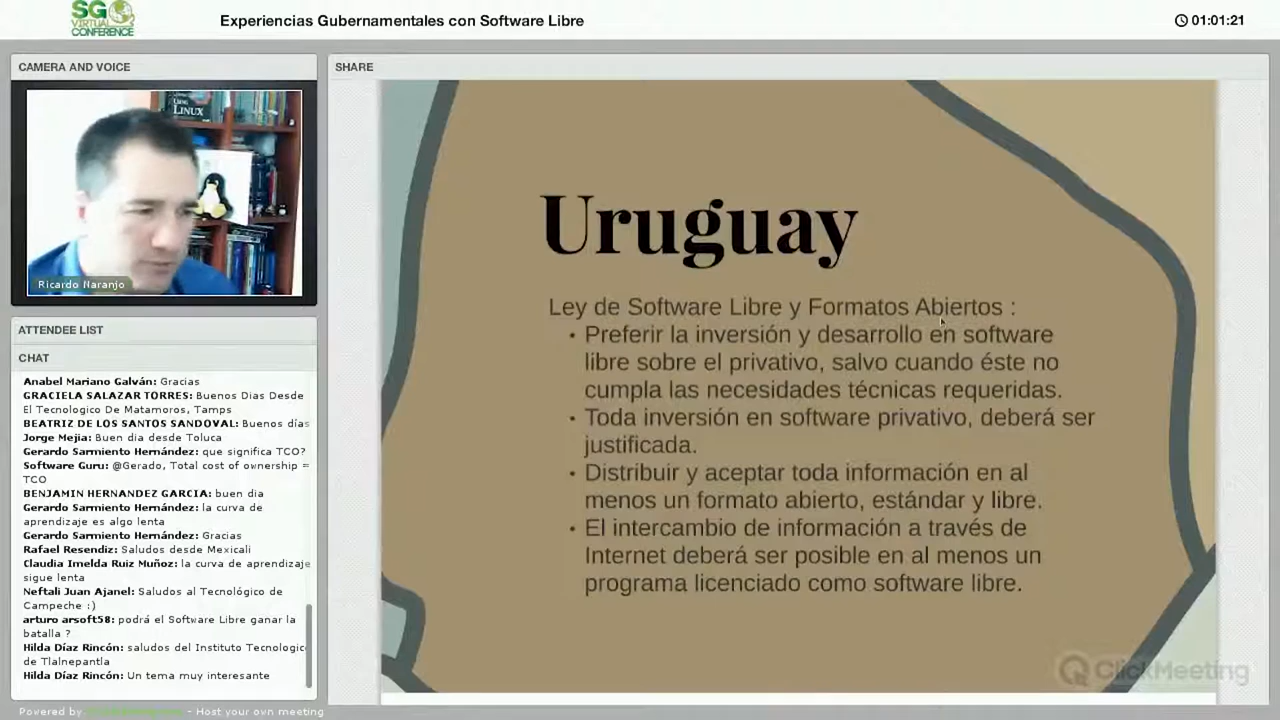 SG
VIRTUAL
CONFERENCE
Experiencias Gubernamentales con Software Libre
01:01:21
CAMERA AND VOICE
LINUX
Ricardo Naranjo
ATTENDEE LIST
CHAT
Anabel Mariano Galván: Gracias
GRACIELA SALAZAR TORRES: Buenos Dias Desde
El Tecnologico De Matamoros, Tamps
BEATRIZ DE LOS SANTOS SANDOVAL: Buenos días
Jorge Mejia: Buen dia desde Toluca
Gerardo Sarmiento Hernández: que significa TCO?
Software Guru: @Gerado, Total cost of ownership =
TCO
BENJAMIN HERNANDEZ GARCIA: buen dia
Gerardo Sarmiento Hernández: la curva de
aprendizaje es algo lenta
Gerardo Sarmiento Hernández: Gracias
Rafael Resendiz: Saludos desde Mexicali
Claudia Imelda Ruiz Muñoz: la curva de aprendizaje
sigue lenta
Neftali Juan Ajanel: Saludos al Tecnológico de
Campeche :)
arturo arsoft58: podrá el Software Libre ganar la
batalla ?
Hilda Díaz Rincón: saludos del Instituto Tecnologico
de Tlalnepantla
Hilda Díaz Rincón: Un tema muy interesante
Powered by - Host your own meeting
SHARE
Uruguay
Ley de Software Libre y Formatos Abiertos :
• Preferir la inversión y desarrollo en software
libre sobre el privativo, salvo cuando éste no
cumpla las necesidades técnicas requeridas.
• Toda inversión en software privativo, deberá ser
justificada.
• Distribuir y aceptar toda información en al
menos un formato abierto, estándar y libre.
• El intercambio de información a través de
Internet deberá ser posible en al menos un
programa licenciado como software libre.
ClickMeeting